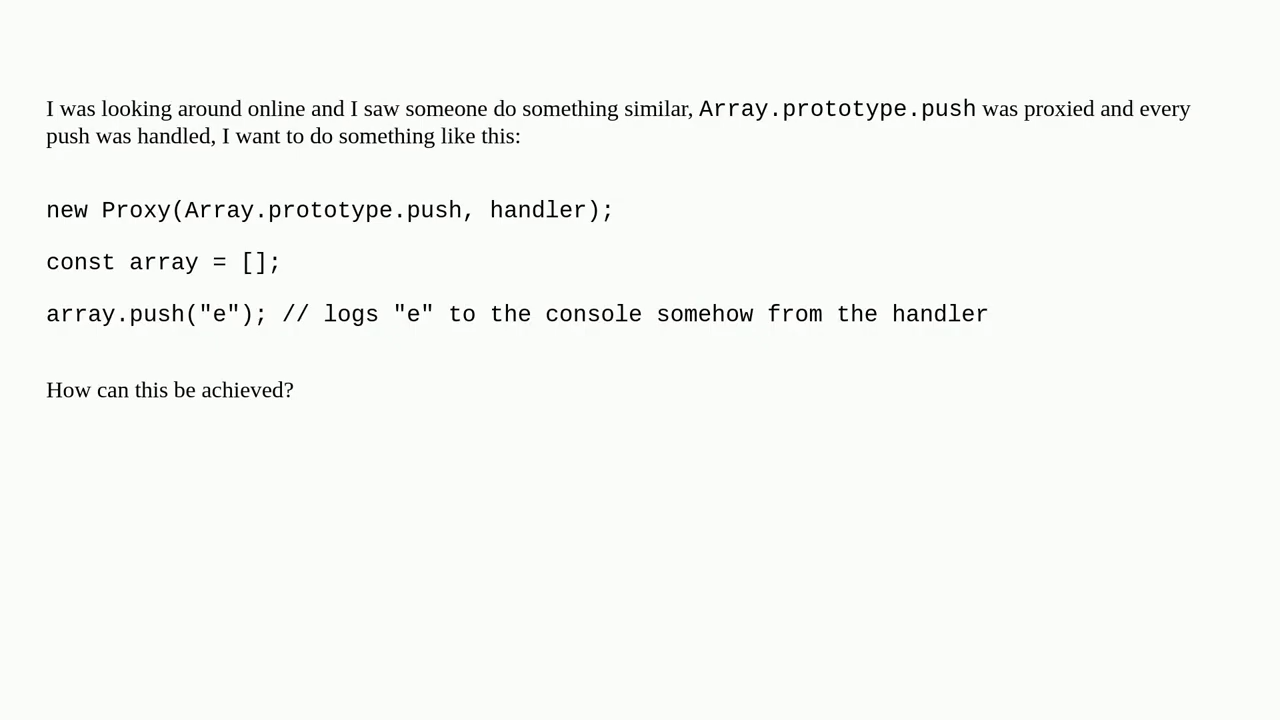 I was looking around online and I saw someone do something similar, Array.prototype.push was proxied and every
push was handled, I want to do something like this:
new Proxy(Array.prototype.push, handler);
const array = [];
array.push("e"); // logs "e" to the console somehow from the handler
How can this be achieved?